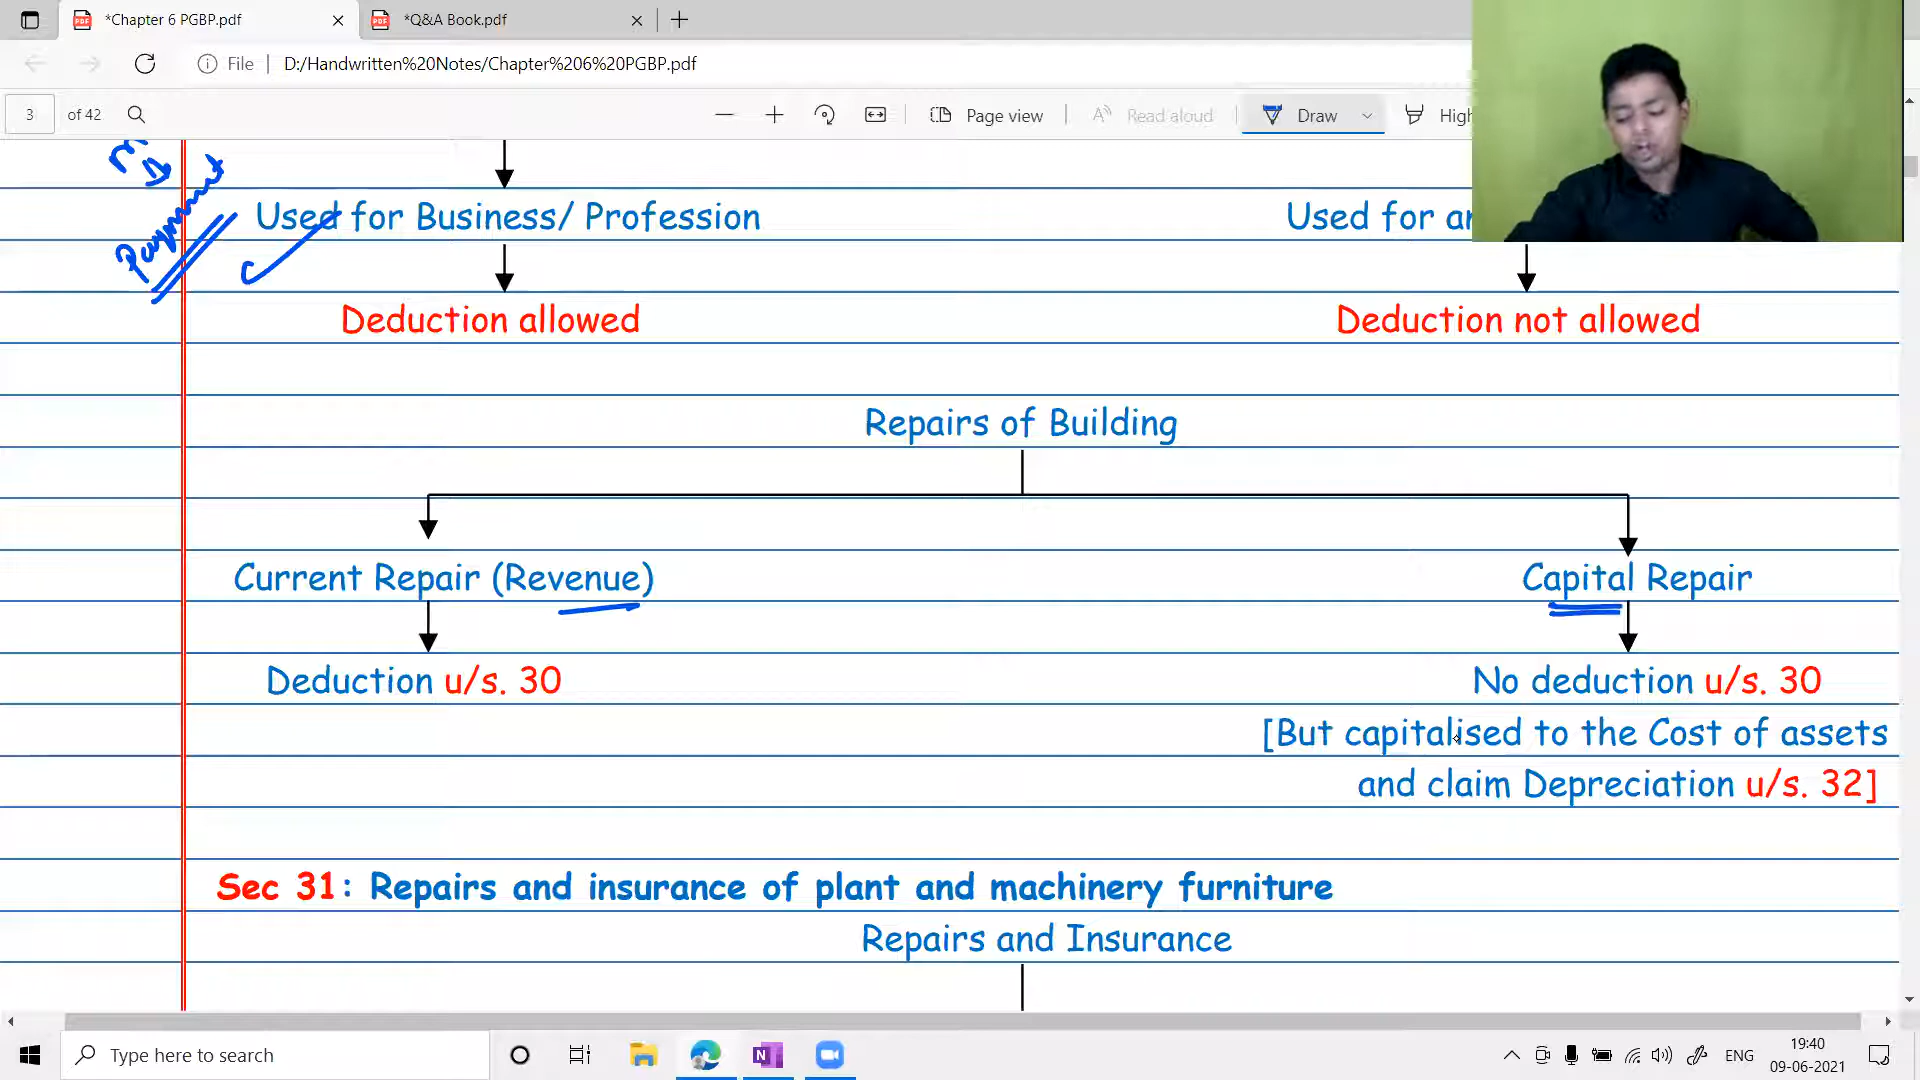 *Chapter 6 PGBP.pdf
*Q&A Book.pdf
File
D:/Handwritten%20Notes/Chapter%206%20PGBP.pdf
3 of 42
Page view
Read aloud
Draw
High
Payment
Used for Business/ Profession
Used for an
Deduction allowed
Deduction not allowed
Repairs of Building
Current Repair (Revenue)
Capital Repair
Deduction u/s. 30
No deduction u/s. 30
[But capitalised to the Cost of assets
and claim Depreciation u/s. 32]
Sec 31: Repairs and insurance of plant and machinery furniture
Repairs and Insurance
Type here to search
ENG
19:40
09-06-2021